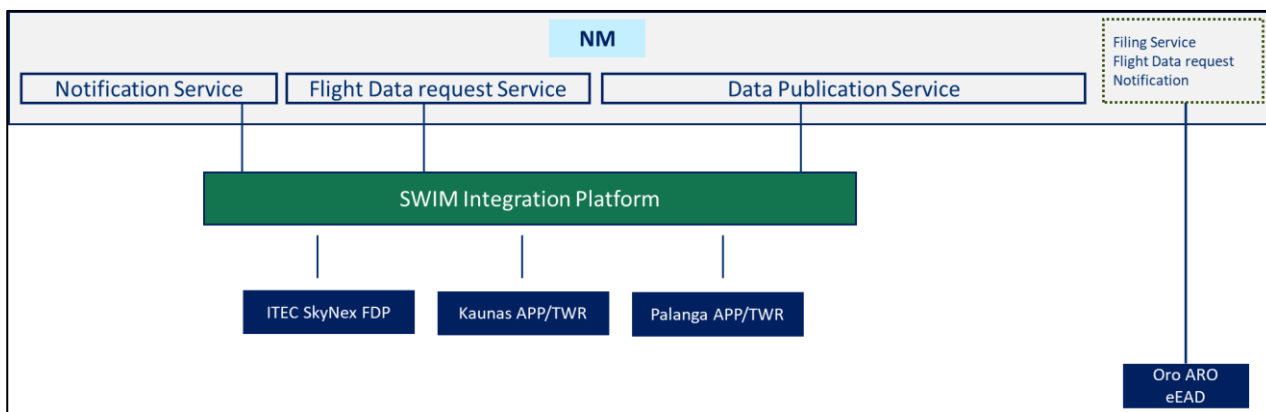 NM
Notification Service
Flight Data request Service
Data Publication Service
Filing Service
Flight Data request
Notification
SWIM Integration Platform
ITEC SkyNex FDP
Kaunas APP/TWR
Palanga APP/TWR
Oro ARO
eEAD